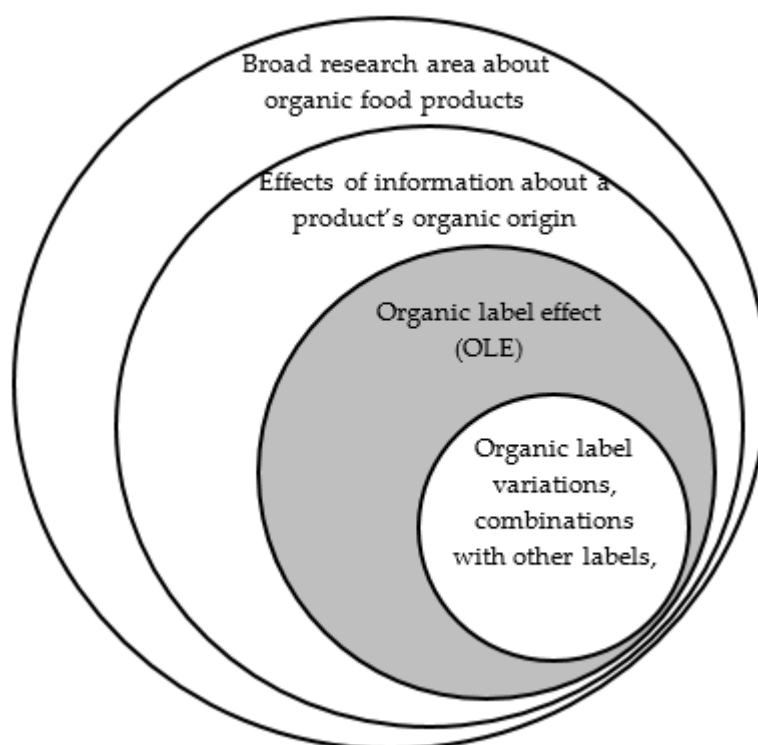 Broad research area about
organic food products
Effects of information about a
product's organic origin
Organic label effect
(OLE)
Organic label
variations,
combinations
with other labels,